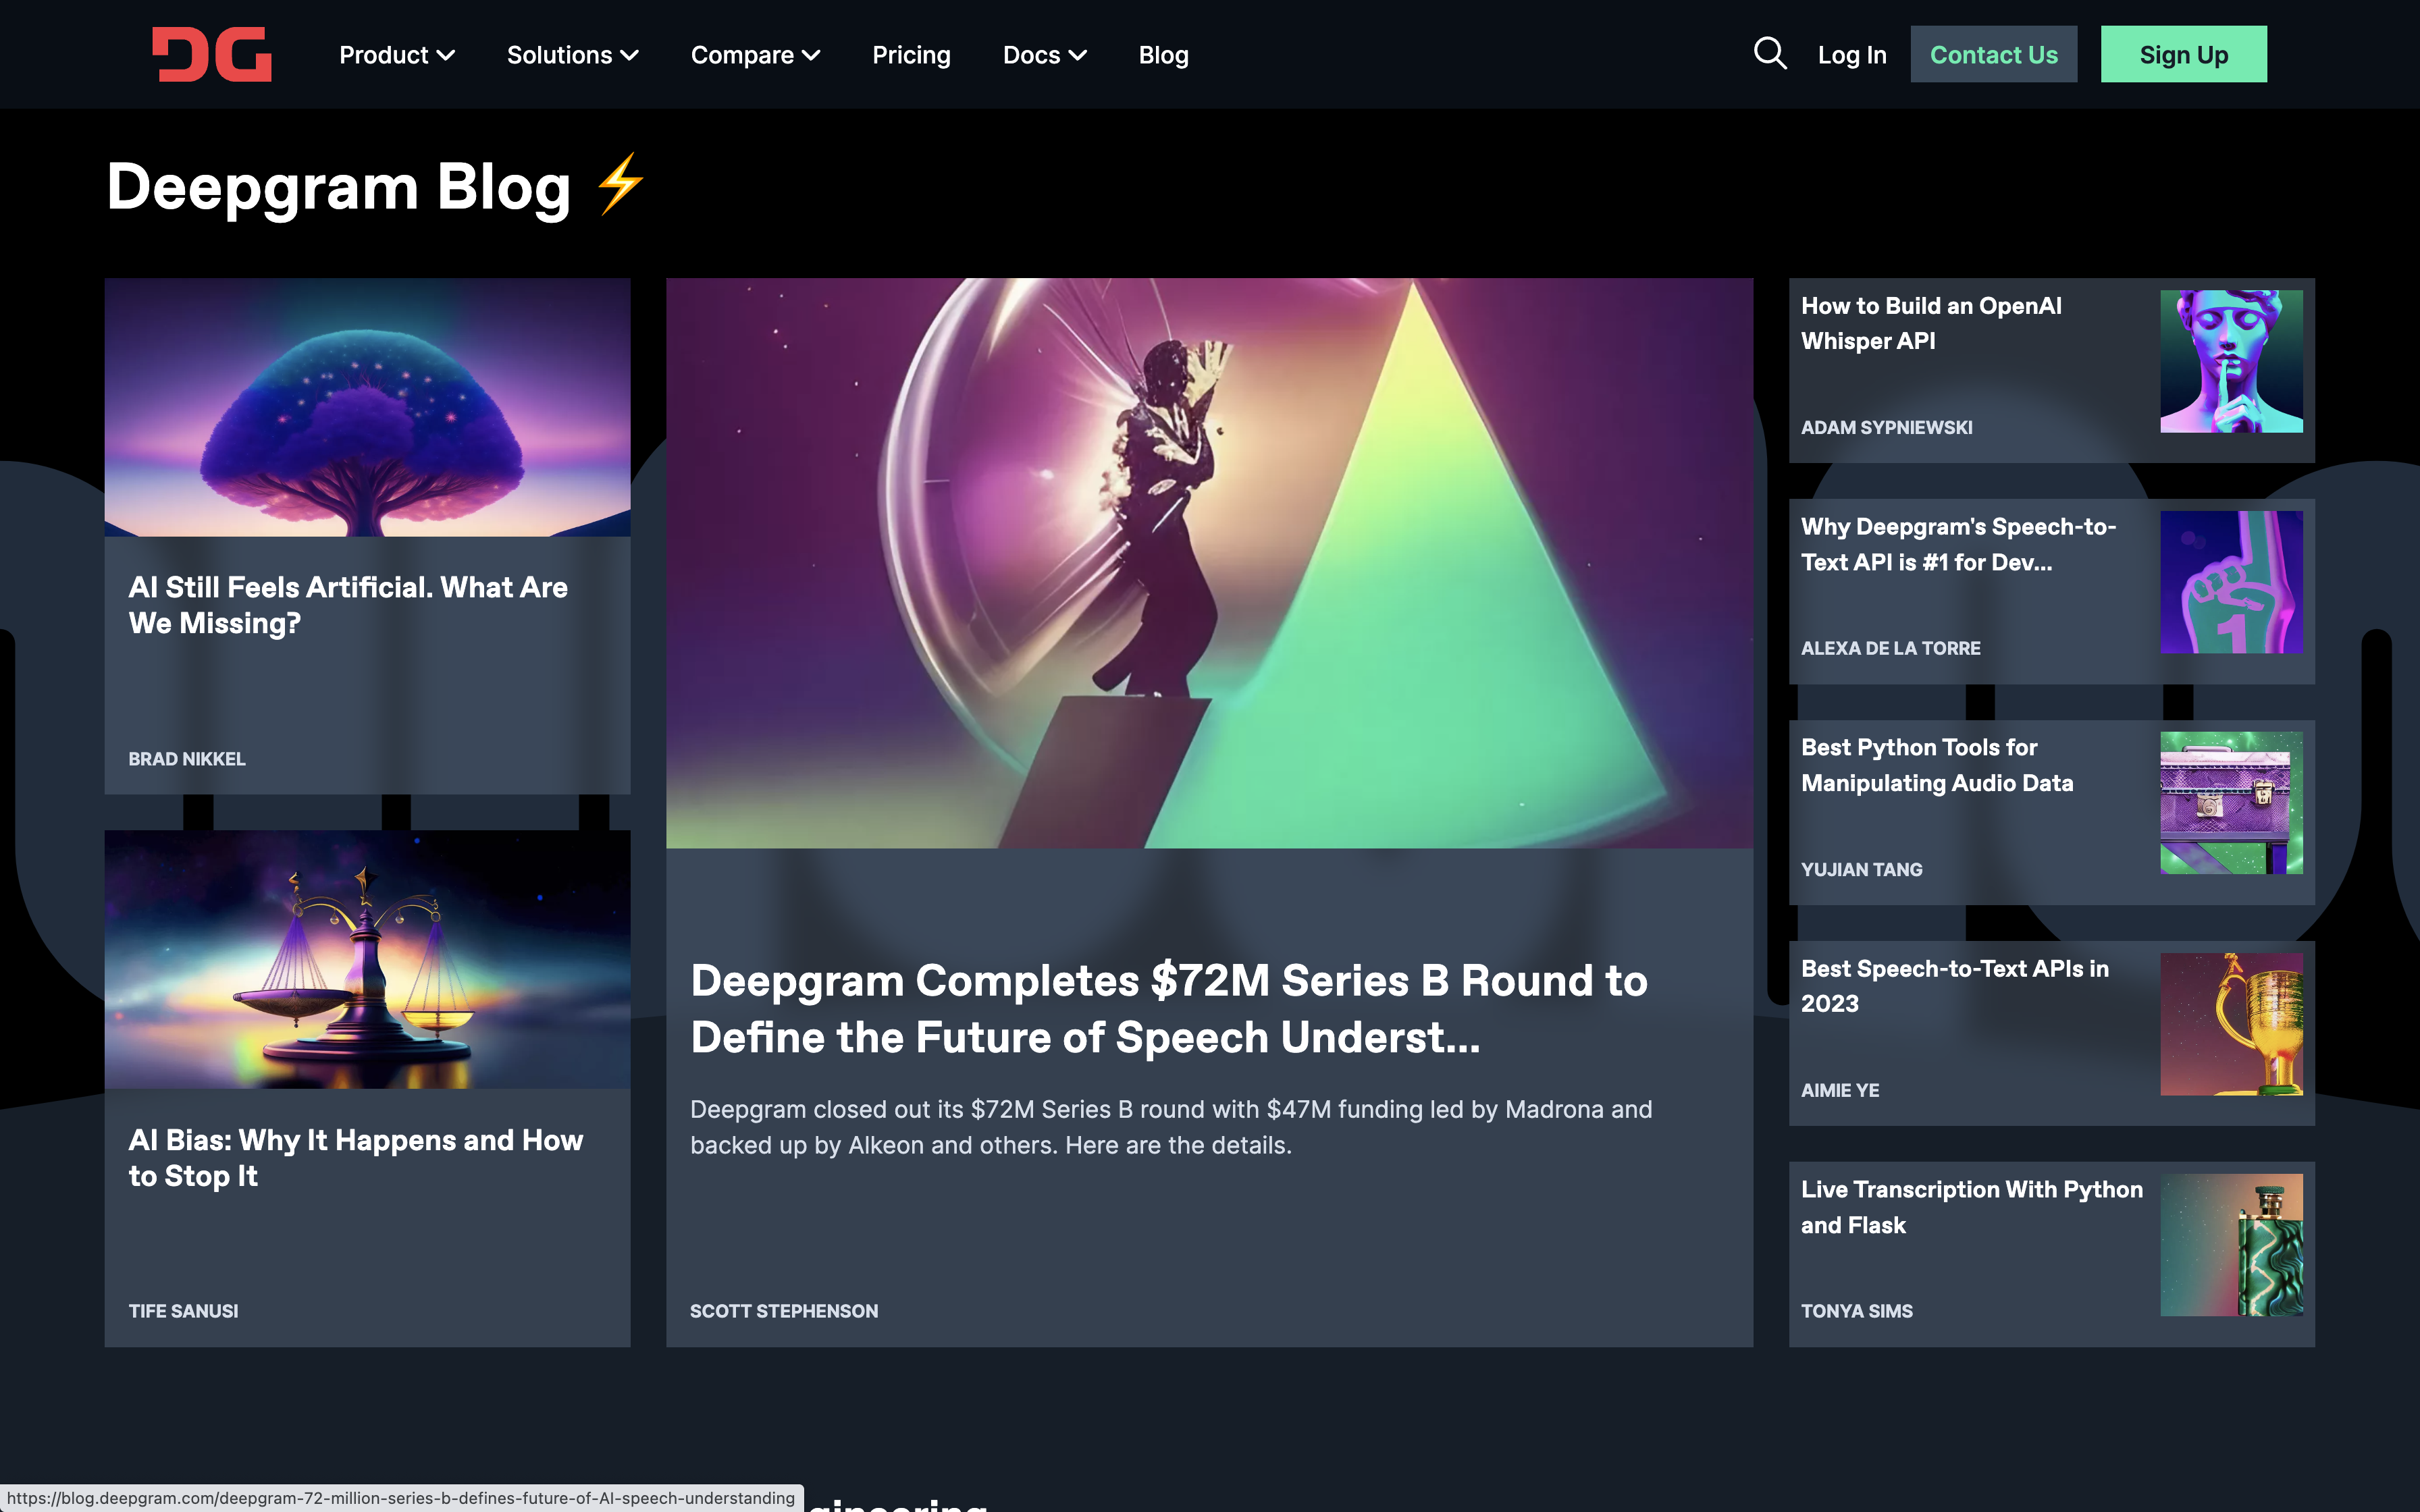 DG
Product
Solutions
Compare
Pricing
Docs
Blog
Log In
Contact Us
Sign Up
Deepgram Blog ⚡
AI Still Feels Artificial. What Are
We Missing?
BRAD NIKKEL
AI Bias: Why It Happens and How
to Stop It
TIFE SANUSI
Deepgram Completes $72M Series B Round to
Define the Future of Speech Underst...
Deepgram closed out its $72M Series B round with $47M funding led by Madrona and
backed up by Alkeon and others. Here are the details.
SCOTT STEPHENSON
How to Build an OpenAI
Whisper API
ADAM SYPNIEWSKI
Why Deepgram's Speech-to-
Text API is #1 for Dev...
ALEXA DE LA TORRE
1
Best Python Tools for
Manipulating Audio Data
YUJIAN TANG
Best Speech-to-Text APIs in
2023
AIMIE YE
Live Transcription With Python
and Flask
TONYA SIMS
https://blog.deepgram.com/deepgram-72-million-series-b-defines-future-of-AI-speech-understanding